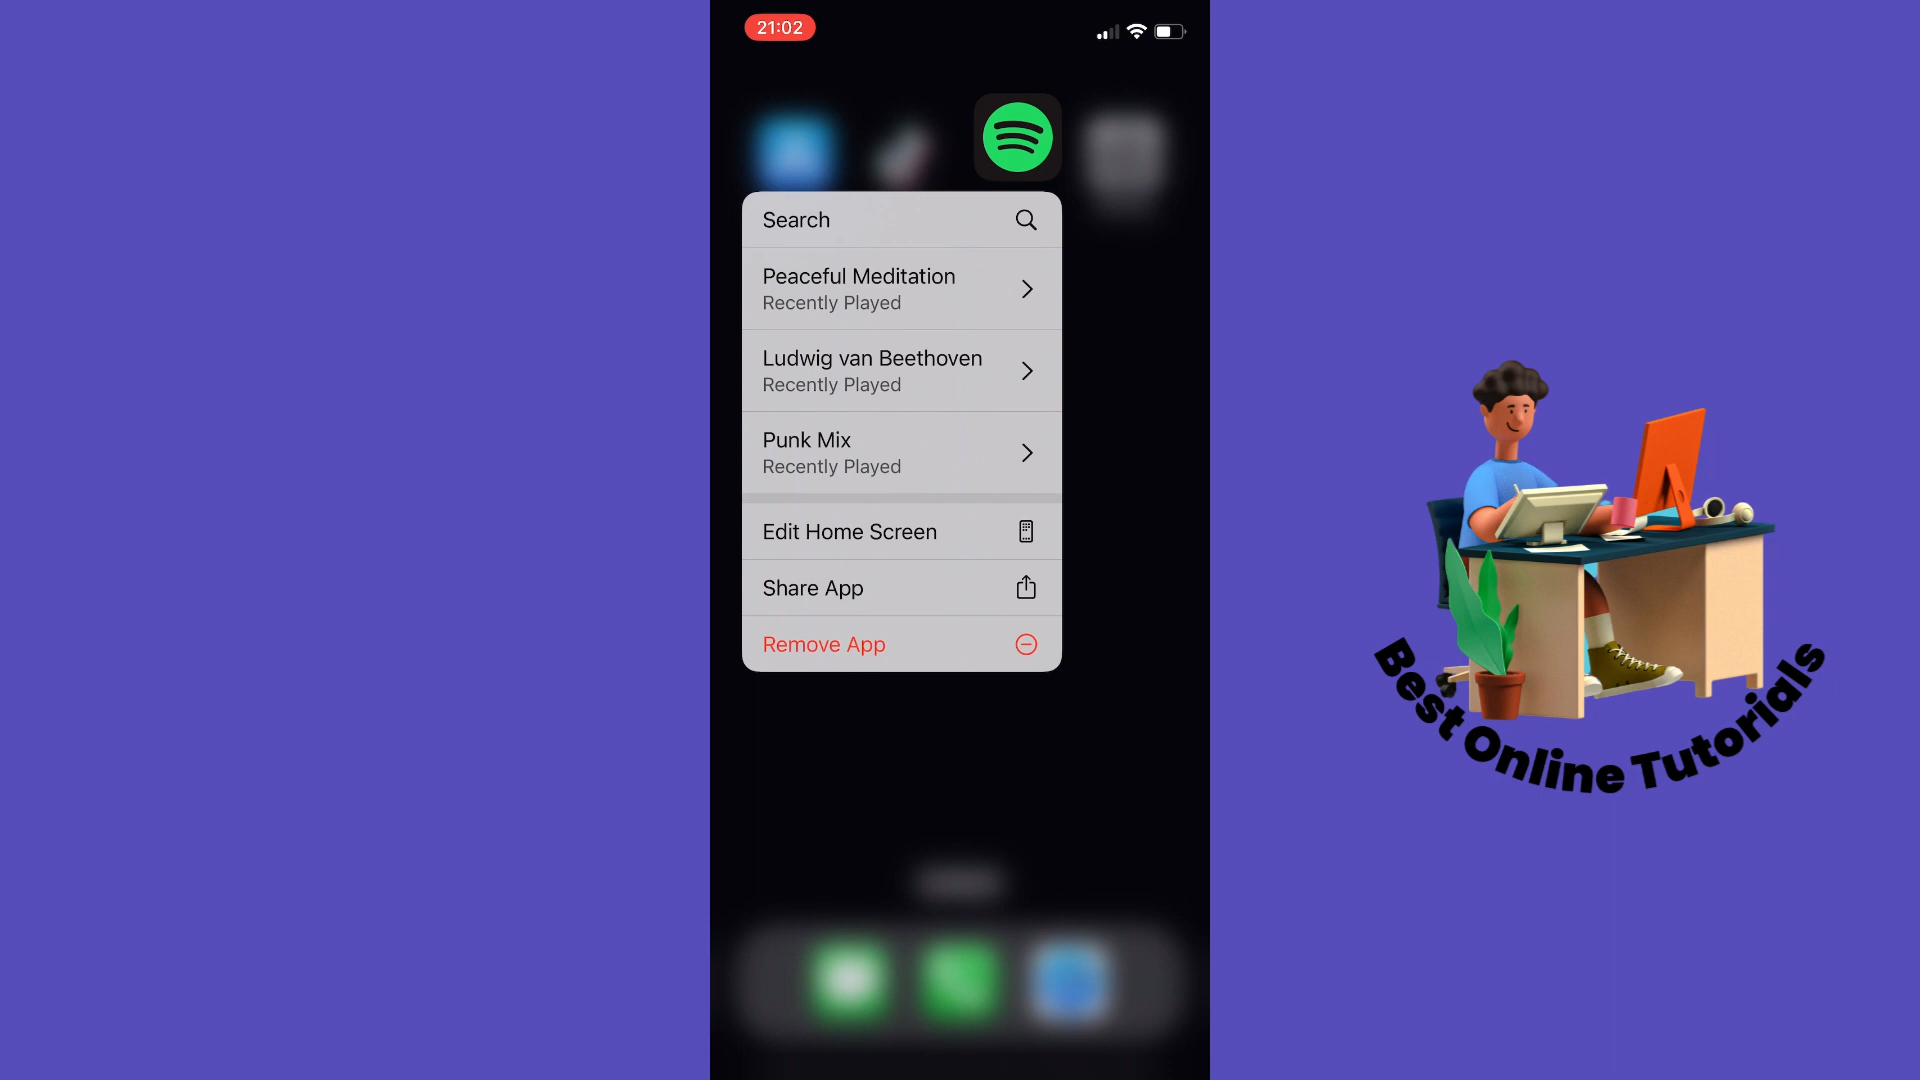 21:02
Search
Peaceful Meditation
Recently Played
Ludwig van Beethoven
Recently Played
Punk Mix
Recently Played
Edit Home Screen
Share App
Remove App
Best Online Tutorials